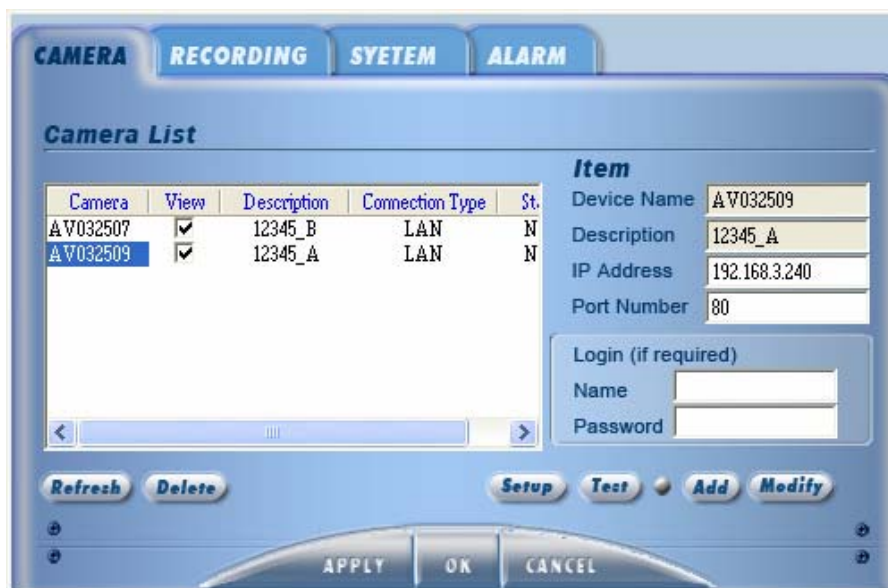 CAMERA RECORDING SYETEM ALARM
Camera List
Camera View Description Connection Type St.
AV032507 12345_B LAN N
AV032509 12345_A LAN N
Item
Device Name AV032509
Description 12345_A
IP Address 192.168.3.240
Port Number 80
Login (if required)
Name
Password
Refresh Delete Setup Test Add Modify
APPLY OK CANCEL